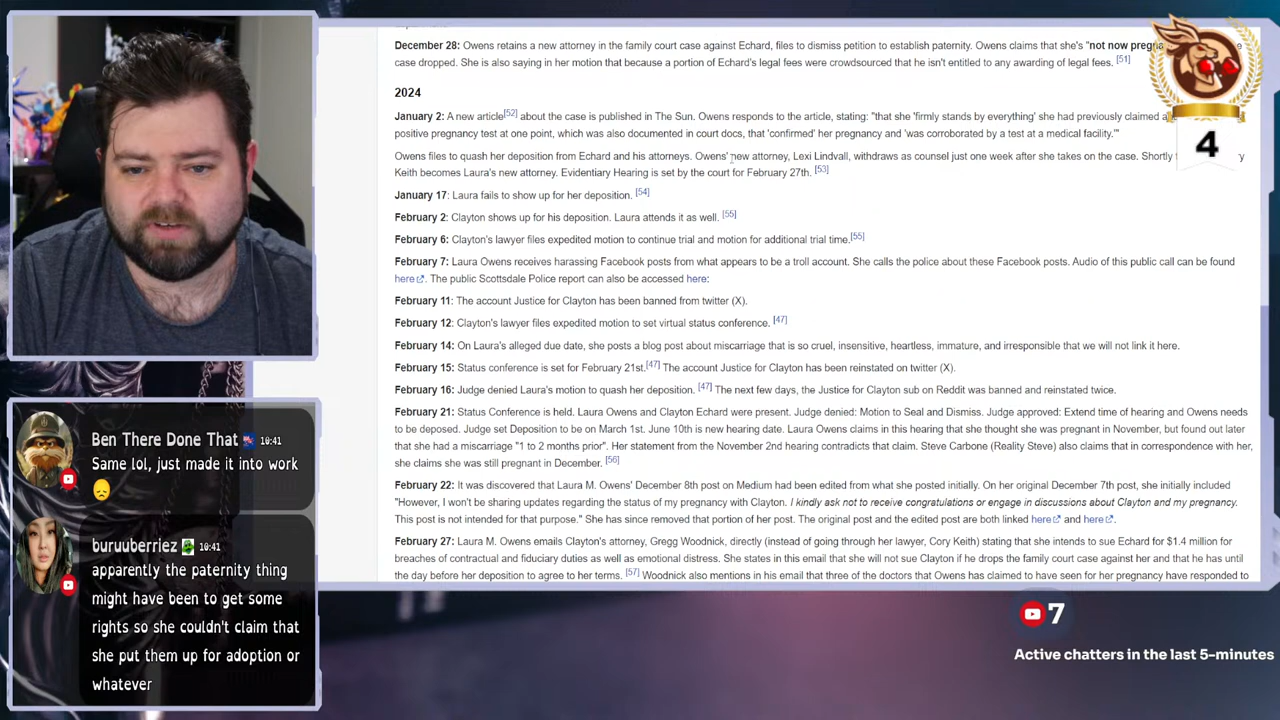 December 28: Owens retains a new attorney in the family court case against Echard, files to dismiss petition to establish paternity. Owens claims that she's "not now pregna
case dropped. She is also saying in her motion that because a portion of Echard's legal fees were crowdsourced that he isn't entitled to any awarding of legal fees. [51]
2024
January 2: A new article[52] about the case is published in The Sun. Owens responds to the article, stating: "that she 'firmly stands by everything' she had previously claimed a
positive pregnancy test at one point, which was also documented in court docs, that 'confirmed' her pregnancy and 'was corroborated by a test at a medical facility.'"
Owens files to quash her deposition from Echard and his attorneys. Owens' new attorney, Lexi Lindvall, withdraws as counsel just one week after she takes on the case. Shortly
Keith becomes Laura's new attorney. Evidentiary Hearing is set by the court for February 27th. [53]
January 17: Laura fails to show up for her deposition. [54]
February 2: Clayton shows up for his deposition. Laura attends it as well. [55]
February 6: Clayton's lawyer files expedited motion to continue trial and motion for additional trial time.[55]
February 7: Laura Owens receives harassing Facebook posts from what appears to be a troll account. She calls the police about these Facebook posts. Audio of this public call can be found
here. The public Scottsdale Police report can also be accessed here:
February 11: The account Justice for Clayton has been banned from twitter (X).
February 12: Clayton's lawyer files expedited motion to set virtual status conference. [47]
February 14: On Laura's alleged due date, she posts a blog post about miscarriage that is so cruel, insensitive, heartless, immature, and irresponsible that we will not link it here.
February 15: Status conference is set for February 21st.[47] The account Justice for Clayton has been reinstated on twitter (X).
February 16: Judge denied Laura's motion to quash her deposition. [47] The next few days, the Justice for Clayton sub on Reddit was banned and reinstated twice.
February 21: Status Conference is held. Laura Owens and Clayton Echard were present. Judge denied: Motion to Seal and Dismiss. Judge approved: Extend time of hearing and Owens needs
to be deposed. Judge set Deposition to be on March 1st. June 10th is new hearing date. Laura Owens claims in this hearing that she thought she was pregnant in November, but found out later
that she had a miscarriage "1 to 2 months prior". Her statement from the November 2nd hearing contradicts that claim. Steve Carbone (Reality Steve) also claims that in correspondence with her,
she claims she was still pregnant in December. [56]
February 22: It was discovered that Laura M. Owens' December 8th post on Medium had been edited from what she posted initially. On her original December 7th post, she initially included
"However, I won't be sharing updates regarding the status of my pregnancy with Clayton. I kindly ask not to receive congratulations or engage in discussions about Clayton and my pregnancy.
This post is not intended for that purpose." She has since removed that portion of her post. The original post and the edited post are both linked here and here.
February 27: Laura M. Owens emails Clayton's attorney, Gregg Woodnick, directly (instead of going through her lawyer, Cory Keith) stating that she intends to sue Echard for $1.4 million for
breaches of contractual and fiduciary duties as well as emotional distress. She states in this email that she will not sue Clayton if he drops the family court case against her and that he has until
the day before her deposition to agree to her terms. [57] Woodnick also mentions in his email that three of the doctors that Owens has claimed to have seen for her pregnancy have responded to
4
Ben There Done That 10:41
Same lol, just made it into work
buruuberriez 10:41
apparently the paternity thing
might have been to get some
rights so she couldn't claim that
she put them up for adoption or
whatever
7
Active chatters in the last 5-minutes